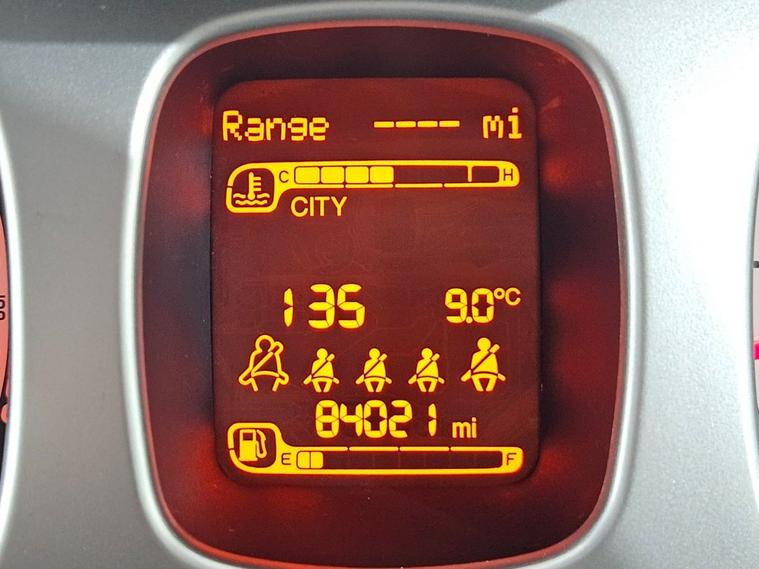 Range ---- mi
C H
CITY
135 9.0°C
84021 mi
E F